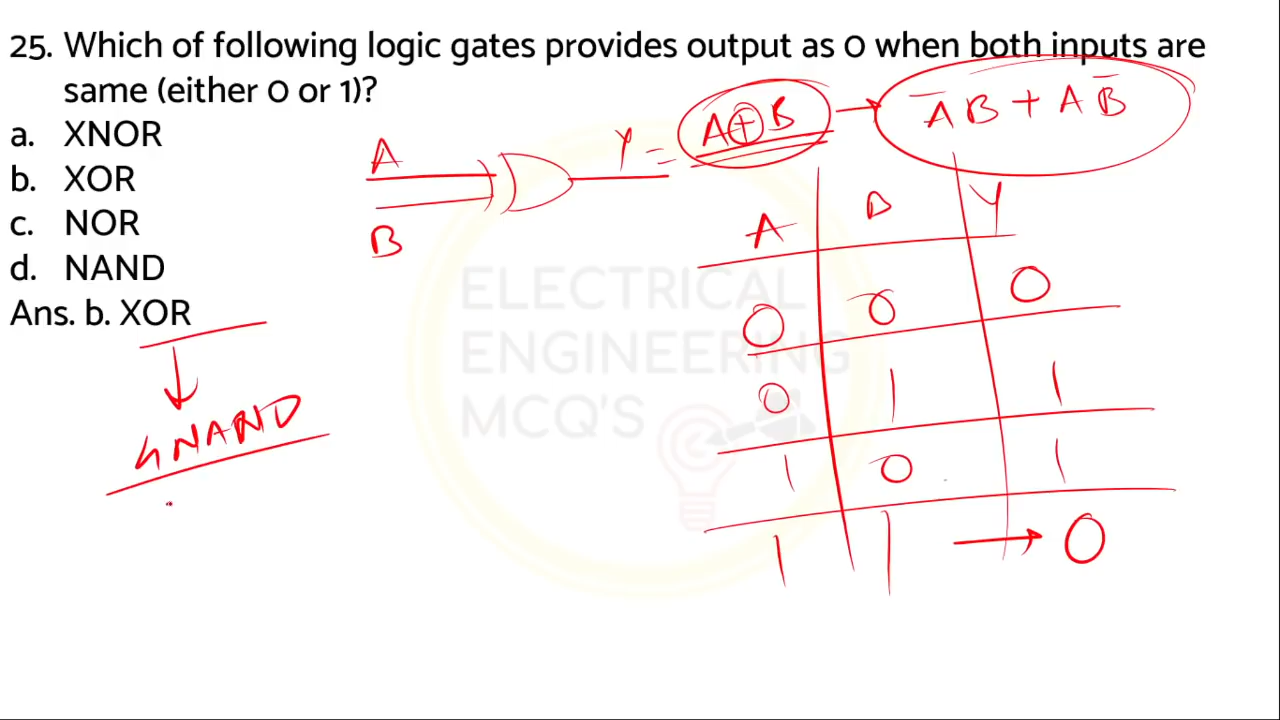 25. Which of following logic gates provides output as 0 when both inputs are
same (either 0 or 1)?
a. XNOR
b. XOR
c. NOR
d. NAND
Ans. b. XOR
4 NAND
A
B
Y = A⊕B → A̅B + AB̅
A B Y
0 0 0
0 1 1
1 0 1
1 1 → 0
ELECTRICAL
ENGINEERING
MCQ'S